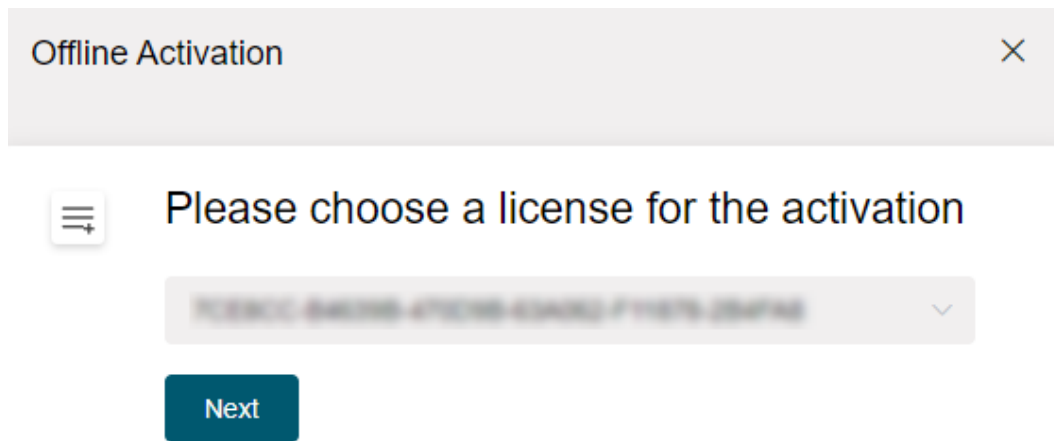 Offline Activation
Please choose a license for the activation
Next